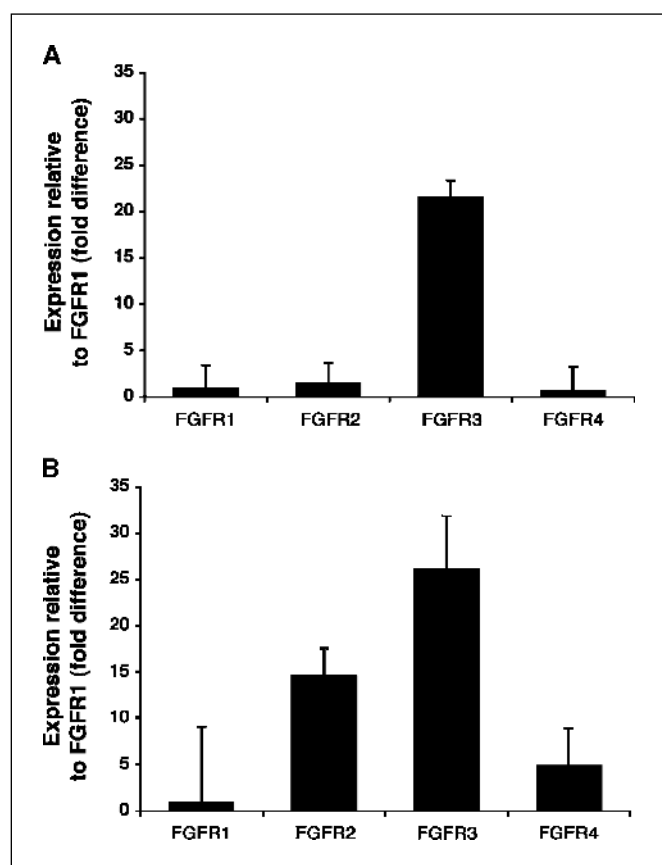 A
Expression relative
to FGFR1 (fold difference)
35
30
25
20
15
10
5
0
FGFR1 FGFR2 FGFR3 FGFR4
B
Expression relative
to FGFR1 (fold difference)
35
30
25
20
15
10
5
0
FGFR1 FGFR2 FGFR3 FGFR4